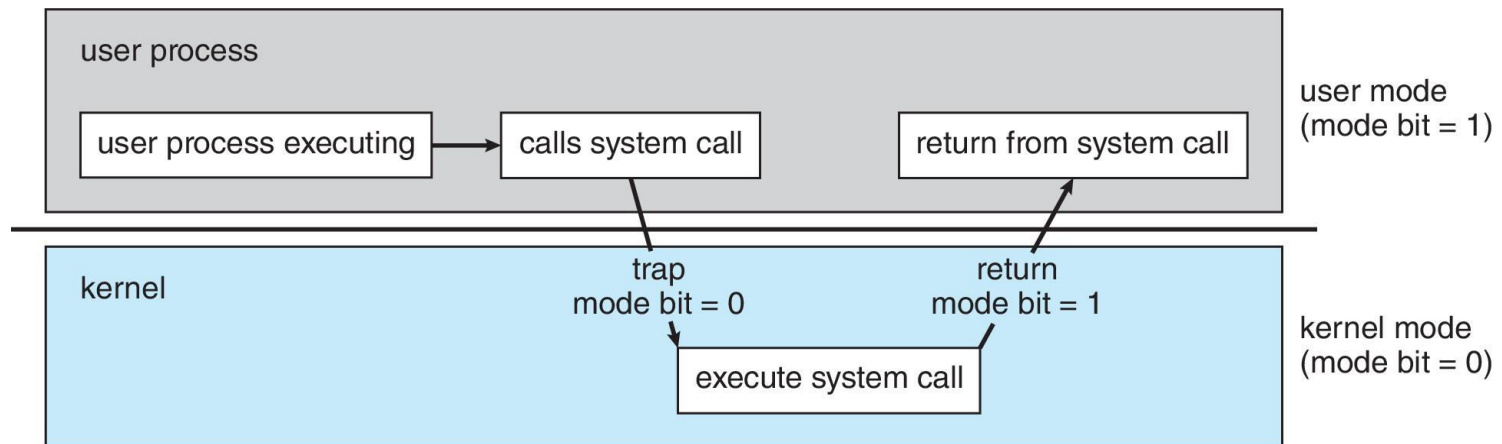 user process
user process executing
calls system call
return from system call
user mode
(mode bit = 1)
kernel
trap
mode bit = 0
return
mode bit = 1
execute system call
kernel mode
(mode bit = 0)